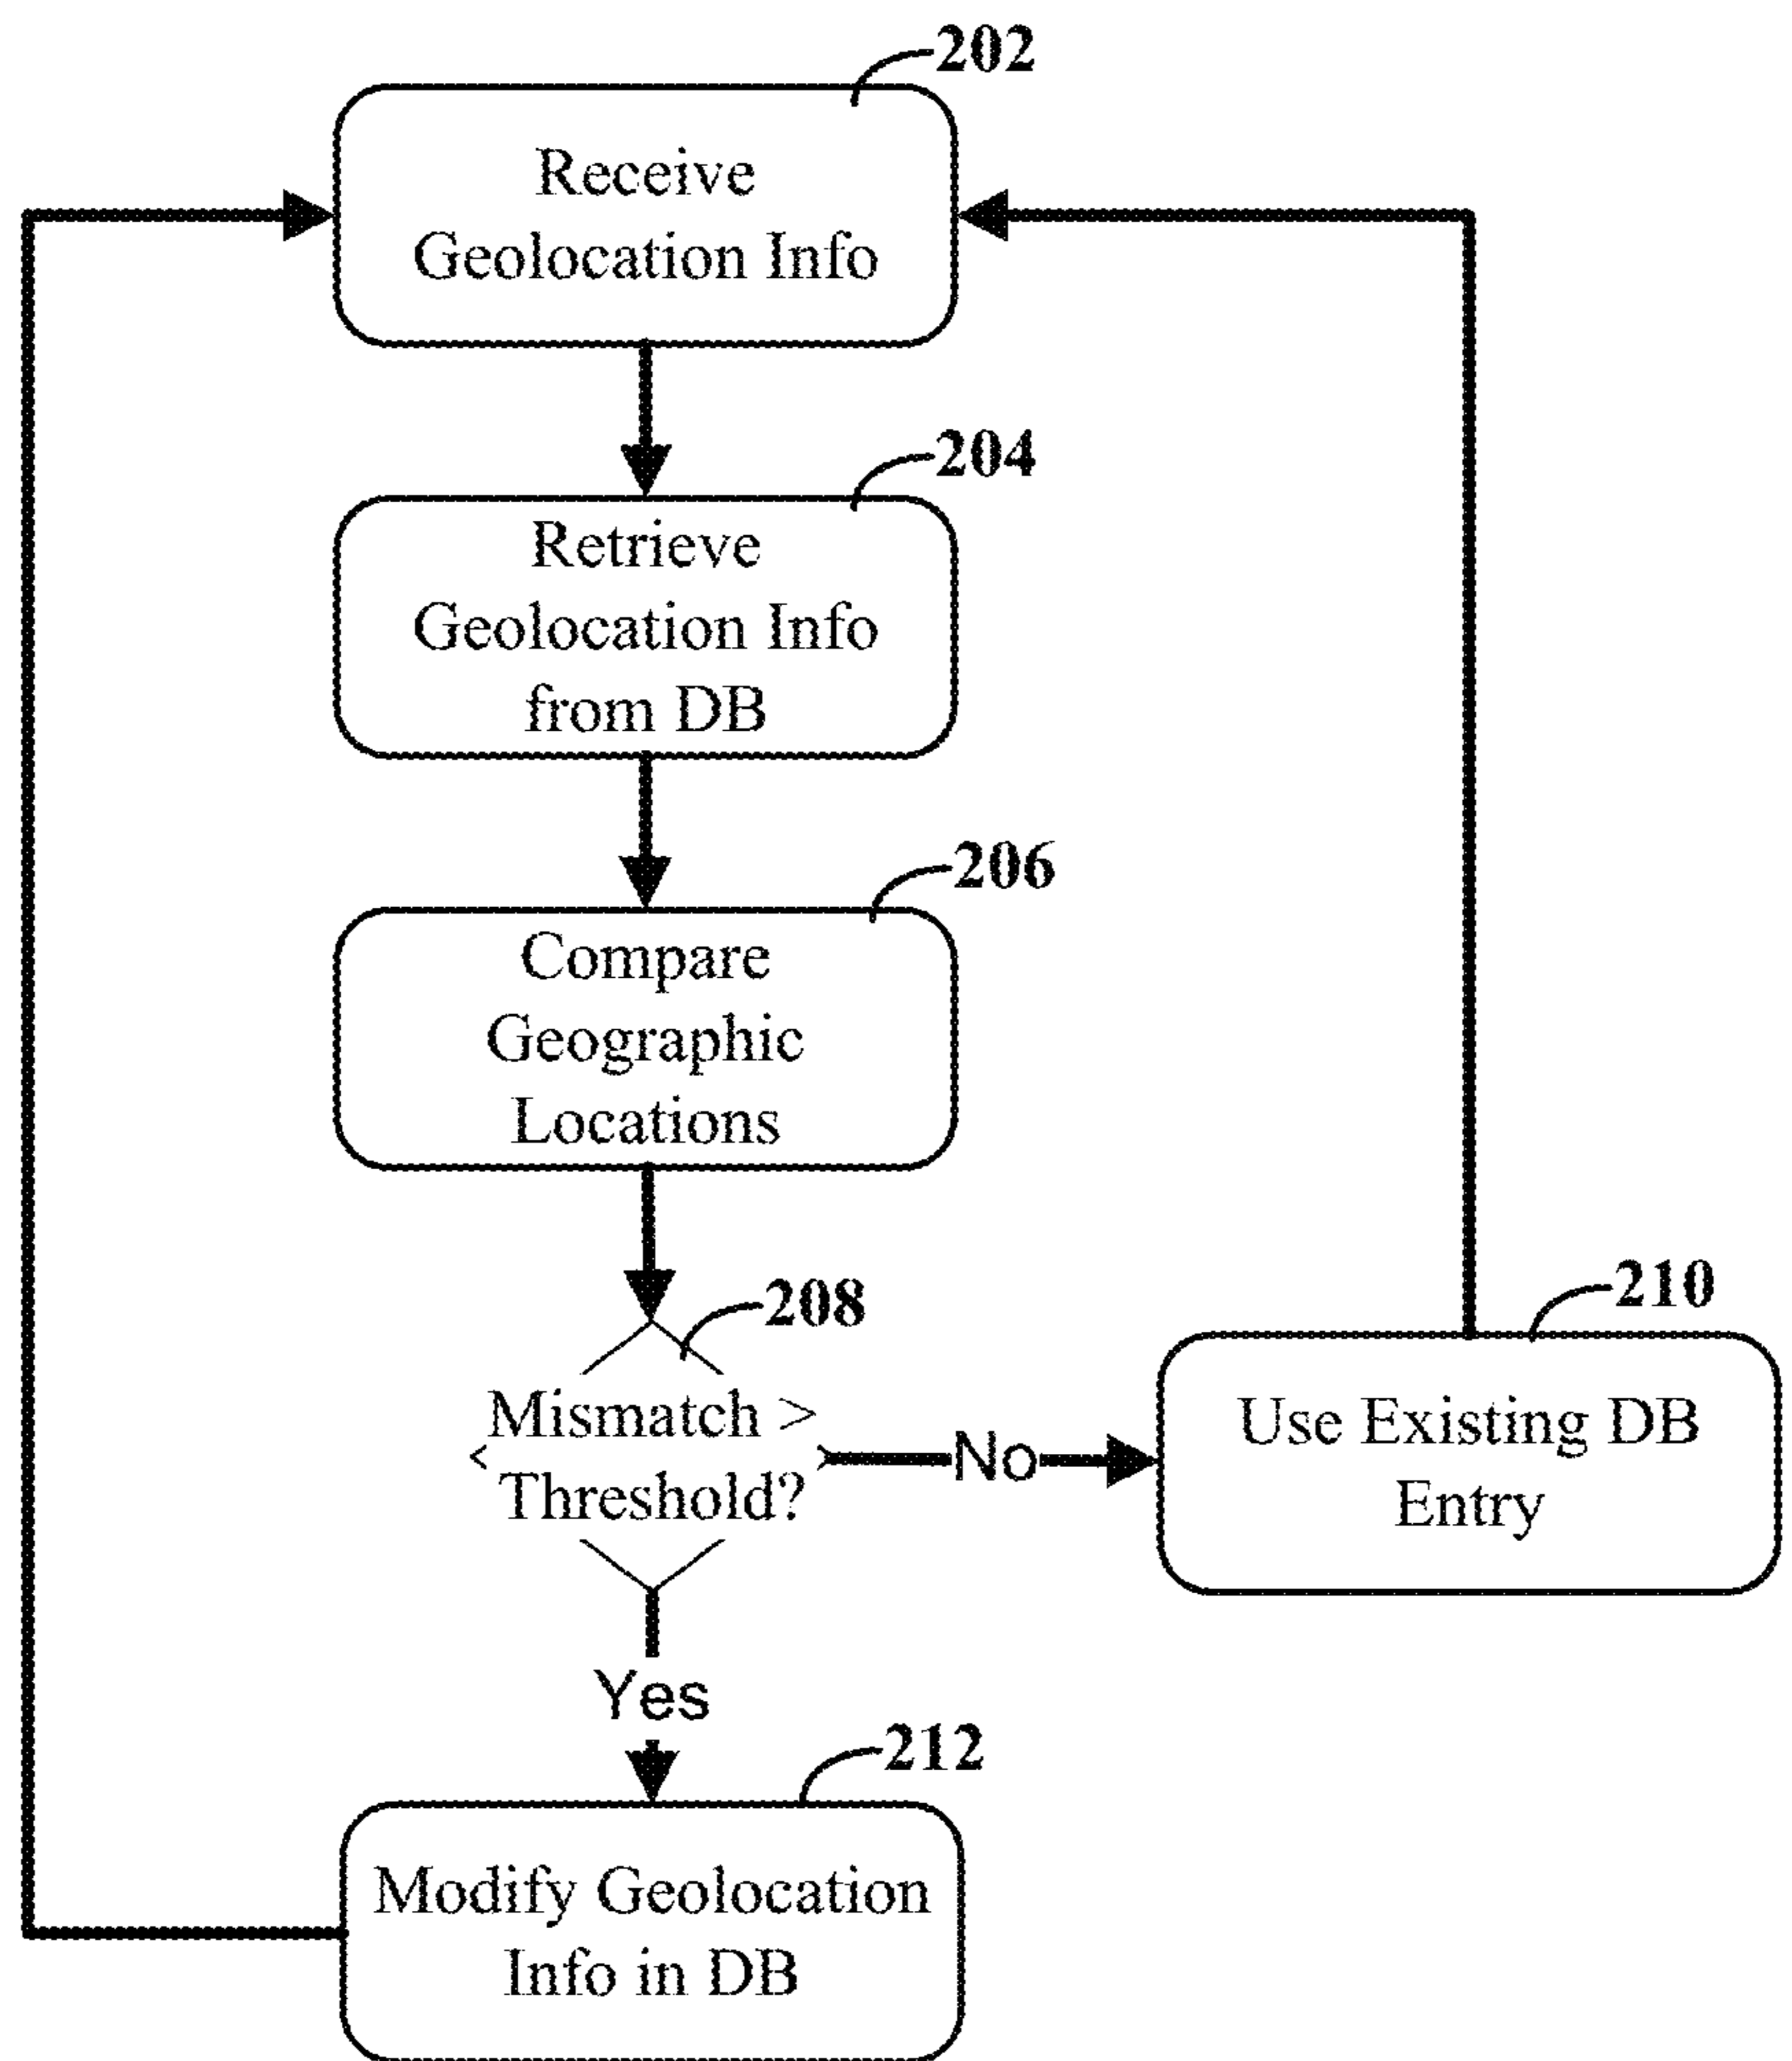 202
Receive
Geolocation Info
204
Retrieve
Geolocation Info
from DB
206
Compare
Geographic
Locations
208
Mismatch >
Threshold?
No
210
Use Existing DB
Entry
Yes
212
Modify Geolocation
Info in DB